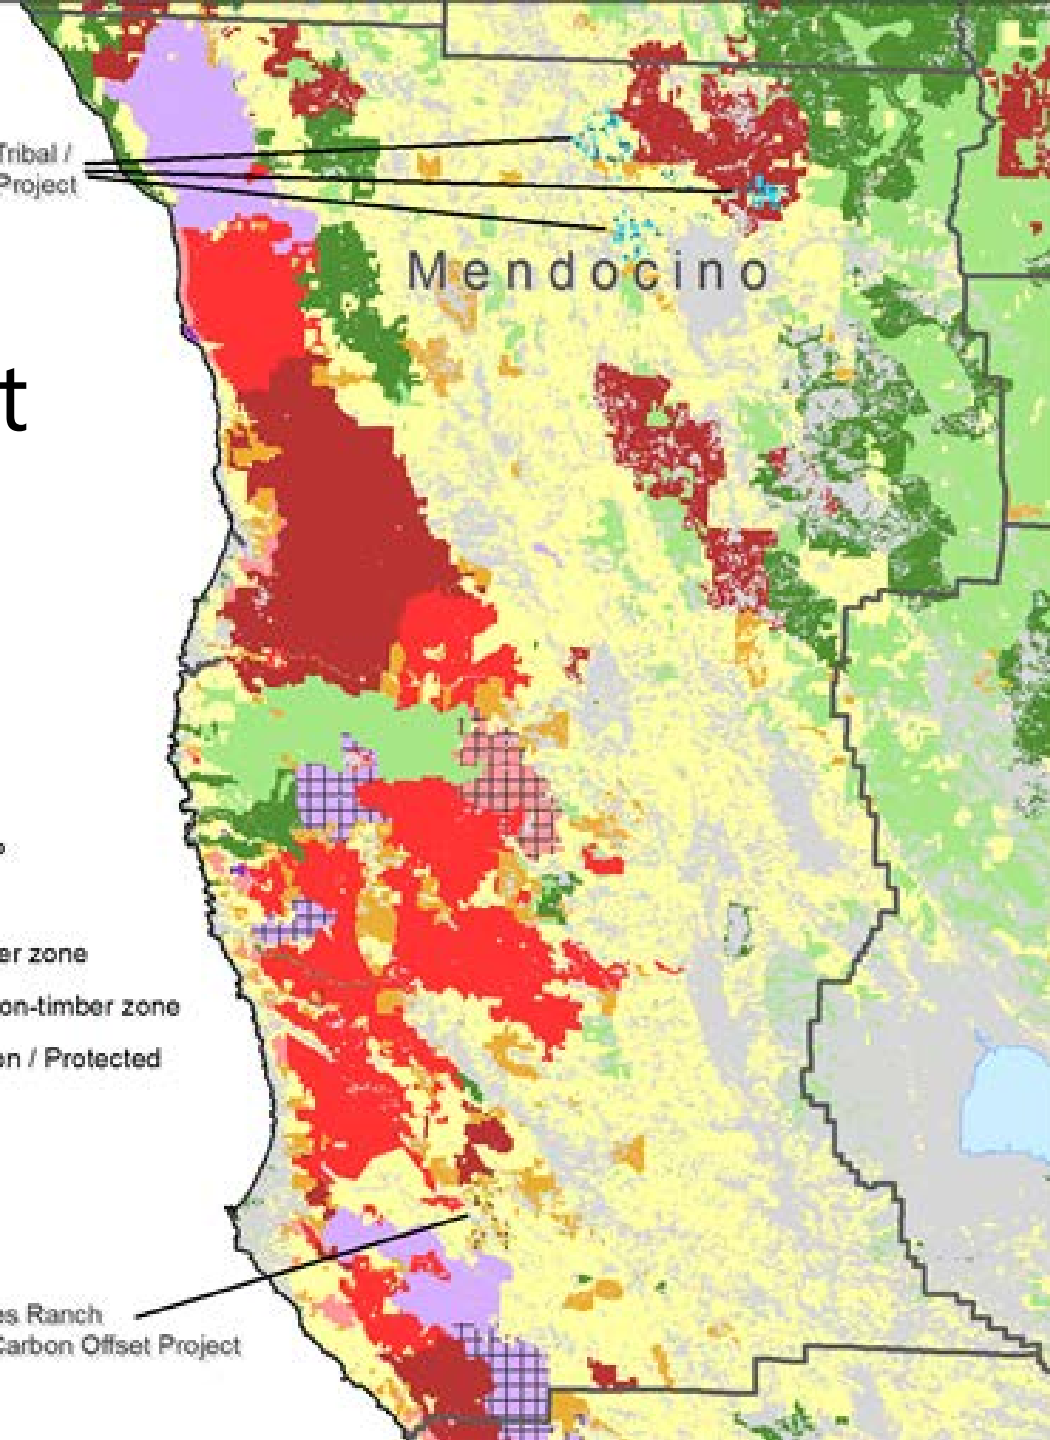 Tribal /
Project
Mendocino
t
er zone
on-timber zone
en / Protected
es Ranch
Carbon Offset Project